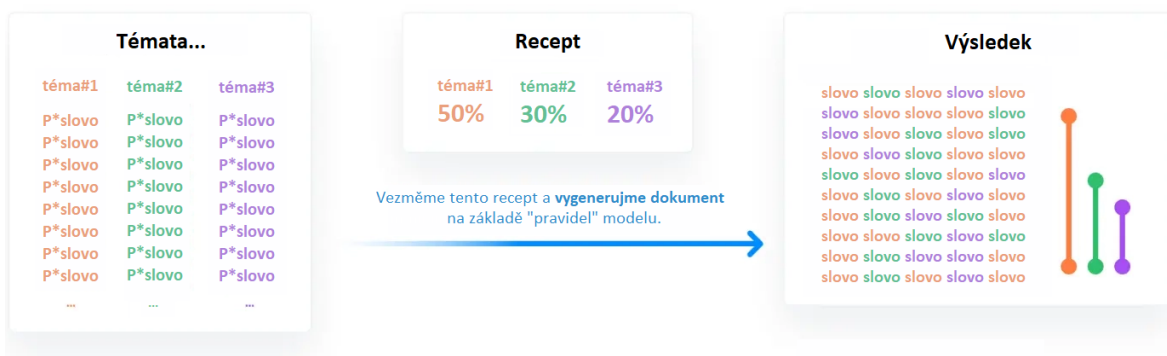 Témata...
téma#1 téma#2 téma#3
P*slovo P*slovo P*slovo
P*slovo P*slovo P*slovo
P*slovo P*slovo P*slovo
P*slovo P*slovo P*slovo
P*slovo P*slovo P*slovo
P*slovo P*slovo P*slovo
P*slovo P*slovo P*slovo
P*slovo P*slovo P*slovo
... ... ...
Recept
téma#1 téma#2 téma#3
50% 30% 20%
Vezměme tento recept a vygenerujme dokument
na základě "pravidel" modelu.
Výsledek
slovo slovo slovo slovo slovo
slovo slovo slovo slovo slovo
slovo slovo slovo slovo slovo
slovo slovo slovo slovo slovo
slovo slovo slovo slovo slovo
slovo slovo slovo slovo slovo
slovo slovo slovo slovo slovo
slovo slovo slovo slovo slovo
slovo slovo slovo slovo slovo
slovo slovo slovo slovo slovo